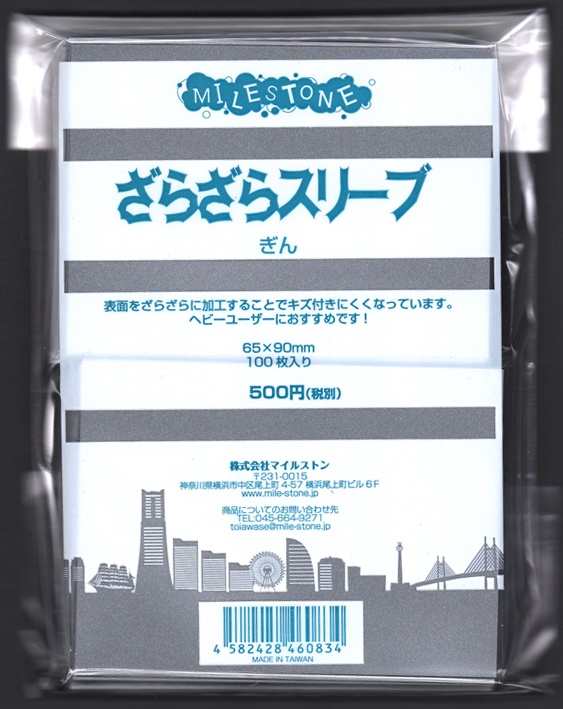 MILESTONE
ざらざらスリーブ
ぎん
表面をざらざらに加工することでキズ付きにくくなっています。
ヘビーユーザーにおすすめです！
65×90mm
100枚入り
500円(税別)
株式会社マイルストン
〒231-0015
神奈川県横浜市中区尾上町4-57 横浜尾上町ビル6F
www.mile-stone.jp
商品についてのお問い合わせ先
TEL:045-664-9271
toiawase@mile-stone.jp
4 582428 460834
MADE IN TAIWAN